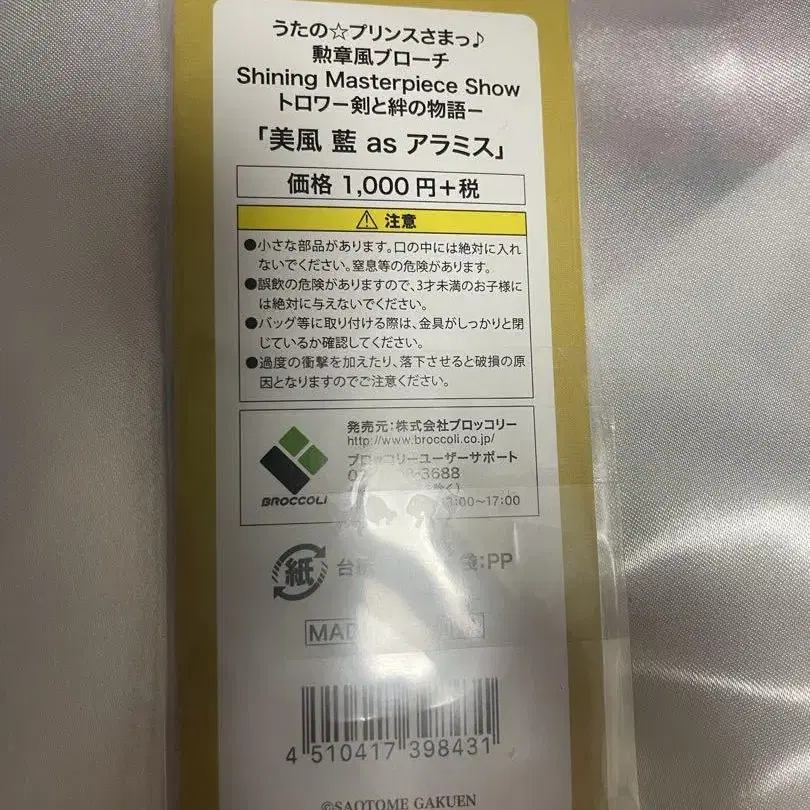 うたの☆プリンスさまっ♪
勲章風ブローチ
Shining Masterpiece Show
トロワー剣と絆の物語ー
「美風 藍 as アラミス」
価格 1,000 円+税
⚠ 注意
●小さな部品があります。口の中には絶対に入れ
ないでください。窒息等の危険があります。
●誤飲の危険がありますので、3才未満のお子様に
は絶対に与えないでください。
●バッグ等に取り付ける際は、金具がしっかりと閉
じているか確認してください。
●過度の衝撃を加えたり、落下させると破損の原
因となりますのでご注意ください。
発売元:株式会社ブロッコリー
http://www.broccoli.co.jp/
ブロッコリーユーザーサポート
3688
00～17:00
BROCCOLI
紙
:PP
4 510417 398431
©SAOTOME GAKUEN